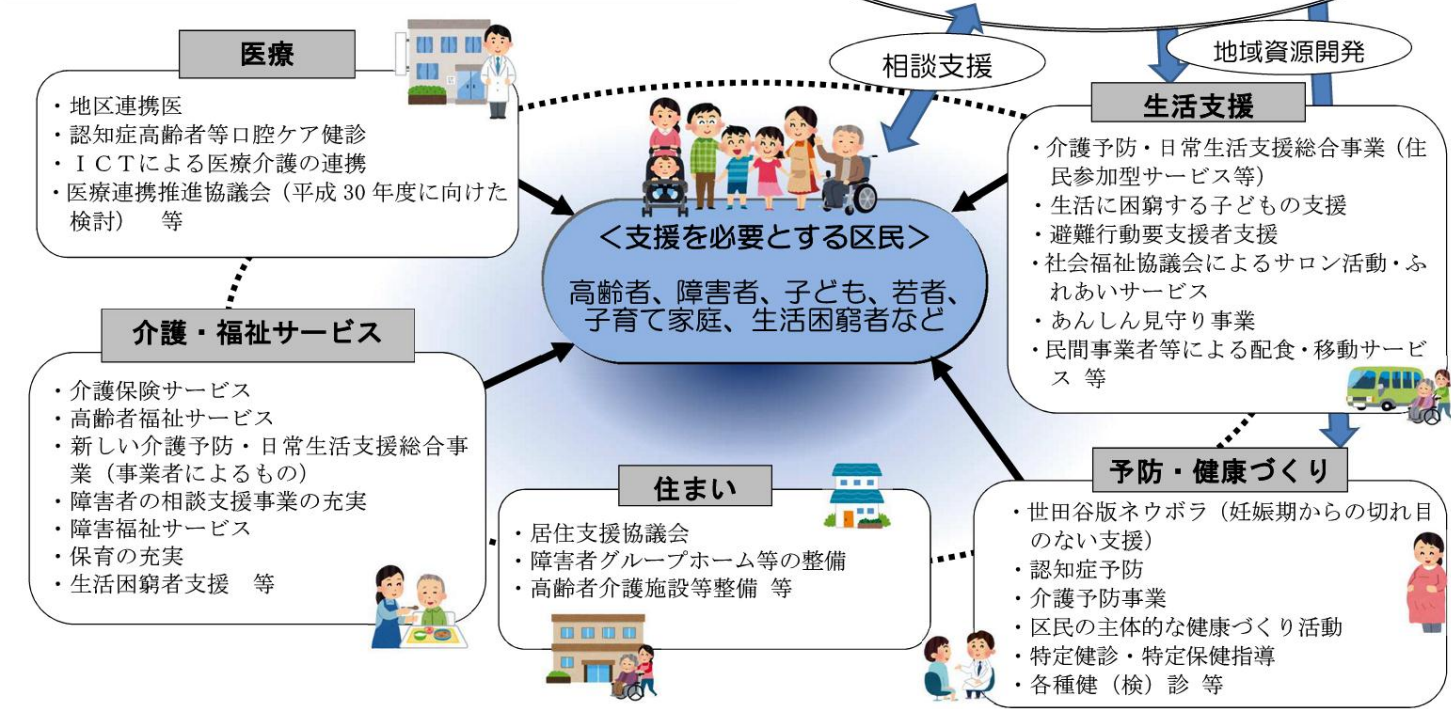 相談支援
地域資源開発
医療
・地区連携医
・認知症高齢者等口腔ケア健診
・ＩＣＴによる医療介護の連携
・医療連携推進協議会（平成 30 年度に向けた
検討）　等
＜支援を必要とする区民＞
高齢者、障害者、子ども、若者、
子育て家庭、生活困窮者など
生活支援
・介護予防・日常生活支援総合事業（住
民参加型サービス等）
・生活に困窮する子どもの支援
・避難行動要支援者支援
・社会福祉協議会によるサロン活動・ふ
れあいサービス
・あんしん見守り事業
・民間事業者等による配食・移動サービ
ス 等
介護・福祉サービス
・介護保険サービス
・高齢者福祉サービス
・新しい介護予防・日常生活支援総合事
業（事業者によるもの）
・障害者の相談支援事業の充実
・障害福祉サービス
・保育の充実
・生活困窮者支援　等
住まい
・居住支援協議会
・障害者グループホーム等の整備
・高齢者介護施設等整備 等
予防・健康づくり
・世田谷版ネウボラ（妊娠期からの切れ目
のない支援）
・認知症予防
・介護予防事業
・区民の主体的な健康づくり活動
・特定健診・特定保健指導
・各種健（検）診 等